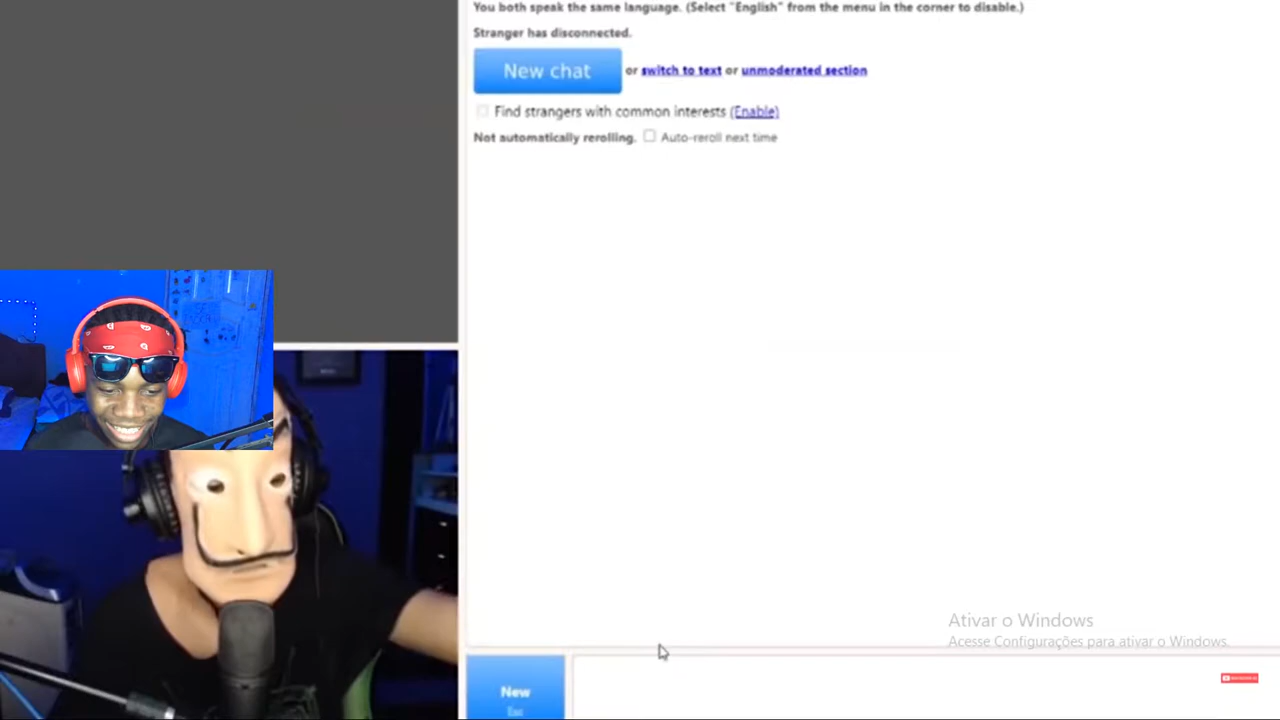 You both speak the same language. (Select "English" from the menu in the corner to disable.)
Stranger has disconnected.
New chat or switch to text or unmoderated section
Find strangers with common interests (Enable)
Not automatically rerolling. Auto-reroll next time
Ativar o Windows
Acesse Configurações para ativar o Windows.
New
Esc